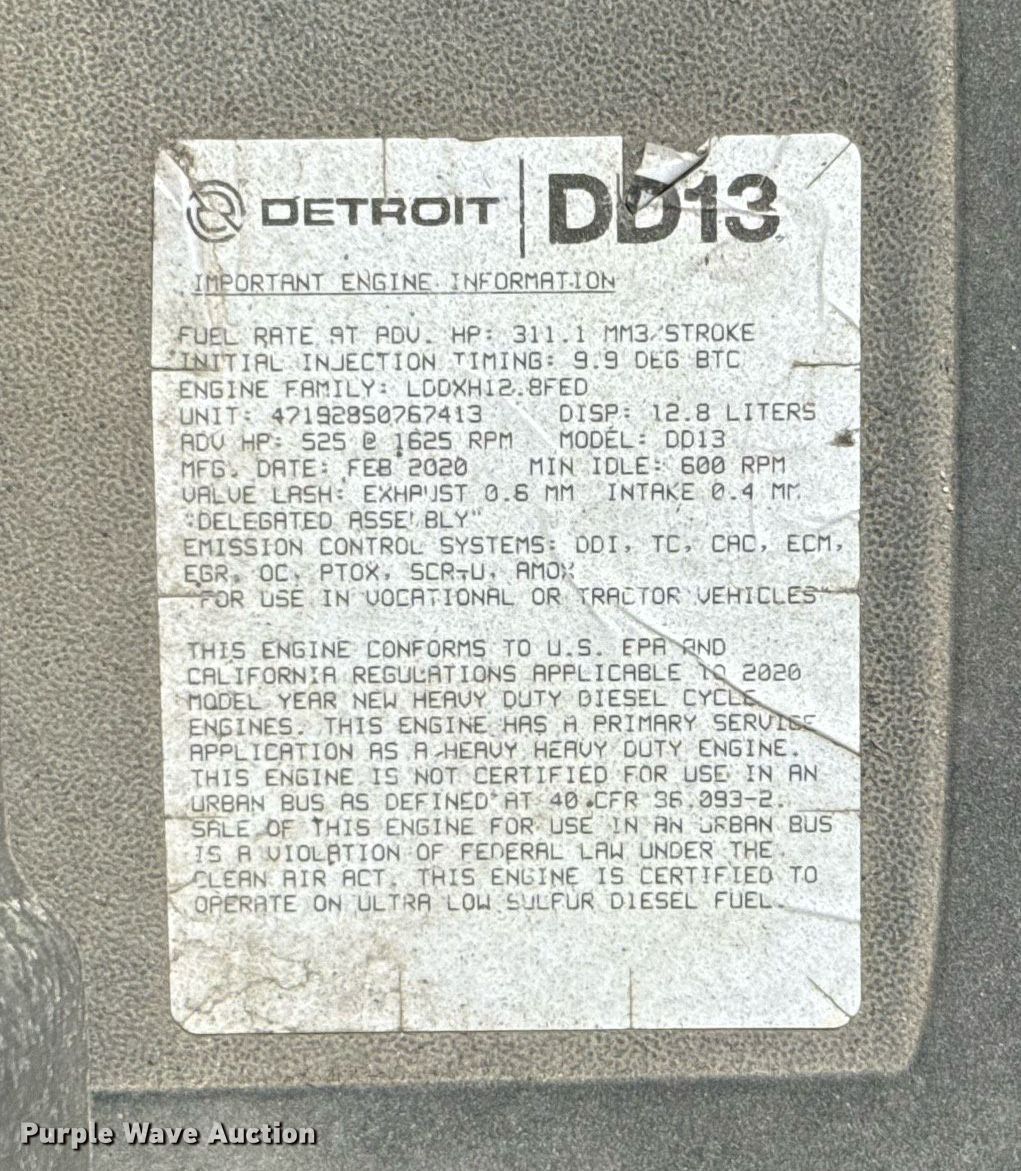 DETROIT | DD13
IMPORTANT ENGINE INFORMATION
FUEL RATE AT ADV. HP: 311.1 MM3/STROKE
INITIAL INJECTION TIMING: 9.9 DEG BTC
ENGINE FAMILY: LDDXH12.8FED
UNIT: 471928S0767413 DISP: 12.8 LITERS
ADV HP: 525 @ 1625 RPM MODEL: DD13
MFG. DATE: FEB 2020 MIN IDLE: 600 RPM
VALVE LASH: EXHAUST 0.6 MM INTAKE 0.4 MM
"DELEGATED ASSEMBLY"
EMISSION CONTROL SYSTEMS: DDI, TC, CAC, ECM,
EGR, OC, PTOX, SCR-U, AMOX
"FOR USE IN VOCATIONAL OR TRACTOR VEHICLES"
THIS ENGINE CONFORMS TO U.S. EPA AND
CALIFORNIA REGULATIONS APPLICABLE TO 2020
MODEL YEAR NEW HEAVY DUTY DIESEL CYCLE
ENGINES. THIS ENGINE HAS A PRIMARY SERVICE
APPLICATION AS A HEAVY HEAVY DUTY ENGINE.
THIS ENGINE IS NOT CERTIFIED FOR USE IN AN
URBAN BUS AS DEFINED AT 40 CFR 86.093-2.
SALE OF THIS ENGINE FOR USE IN AN URBAN BUS
IS A VIOLATION OF FEDERAL LAW UNDER THE
CLEAN AIR ACT. THIS ENGINE IS CERTIFIED TO
OPERATE ON ULTRA LOW SULFUR DIESEL FUEL.
Purple Wave Auction